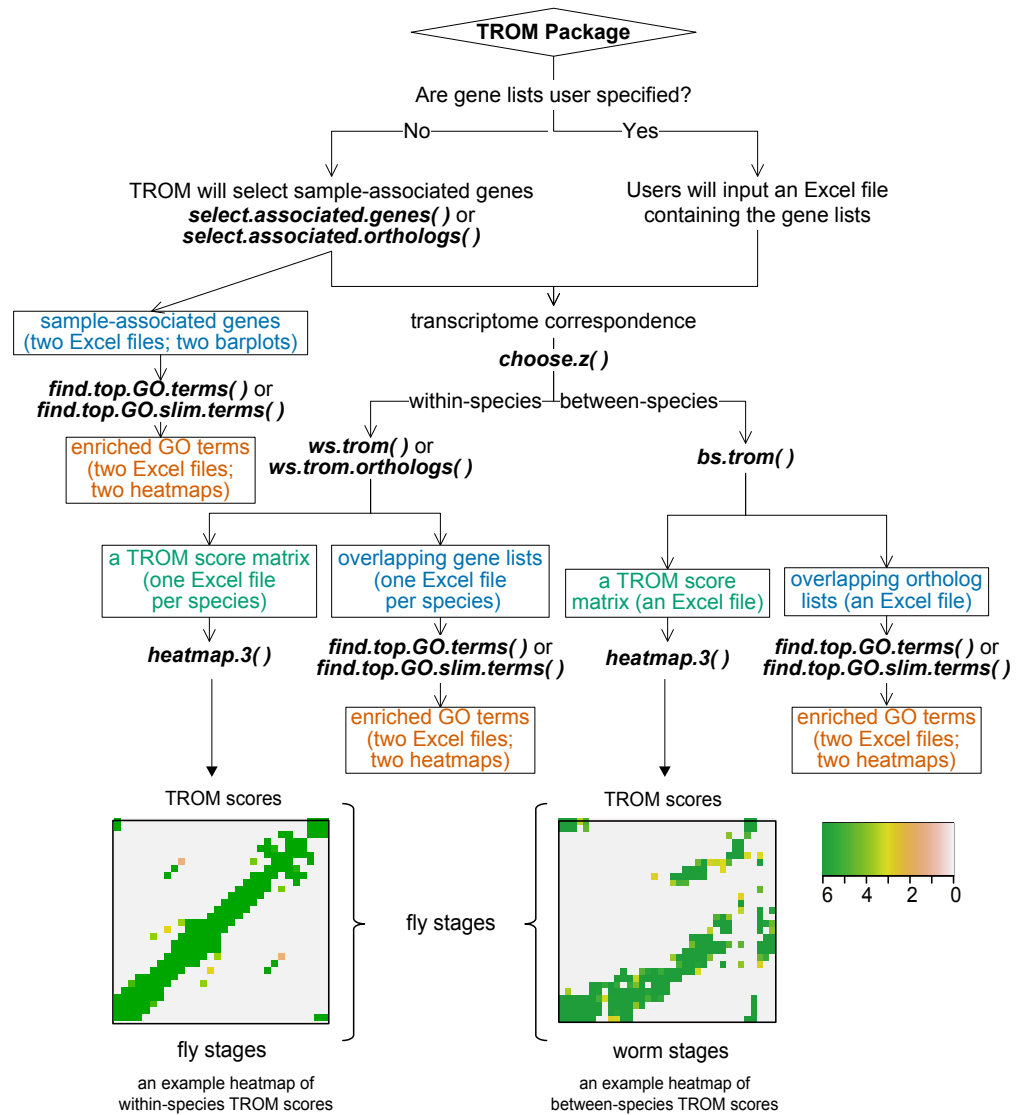 TROM Package
Are gene lists user specified?
No
Yes
TROM will select sample-associated genes
select.associated.genes( ) or
select.associated.orthologs( )
Users will input an Excel file
containing the gene lists
sample-associated genes
(two Excel files; two barplots)
transcriptome correspondence
choose.z( )
find.top.GO.terms( ) or
find.top.GO.slim.terms( )
within-species
between-species
enriched GO terms
(two Excel files;
two heatmaps)
ws.trom( ) or
ws.trom.orthologs( )
bs.trom( )
a TROM score matrix
(one Excel file
per species)
overlapping gene lists
(one Excel file
per species)
a TROM score
matrix (an Excel file)
overlapping ortholog
lists (an Excel file)
heatmap.3( )
find.top.GO.terms( ) or
find.top.GO.slim.terms( )
heatmap.3( )
find.top.GO.terms( ) or
find.top.GO.slim.terms( )
enriched GO terms
(two Excel files;
two heatmaps)
enriched GO terms
(two Excel files;
two heatmaps)
TROM scores
TROM scores
6 4 2 0
fly stages
fly stages
worm stages
an example heatmap of
within-species TROM scores
an example heatmap of
between-species TROM scores